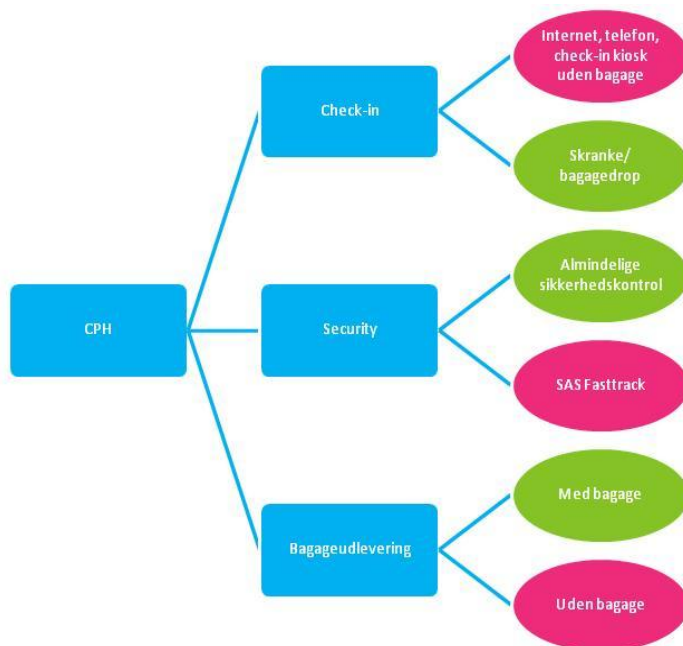 Internet, telefon,
check-in kiosk
uden bagage
Check-in
Skranke/
bagagedrop
Almindelige
sikkerhedskontrol
CPH
Security
SAS Fasttrack
Med bagage
Bagageudlevering
Uden bagage